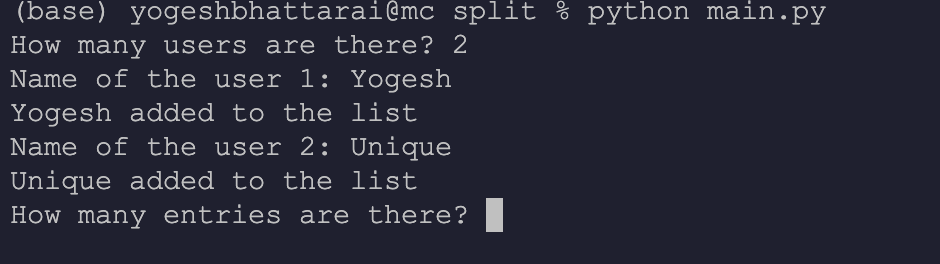 (base) yogeshbhattarai@mc split % python main.py
How many users are there? 2
Name of the user 1: Yogesh
Yogesh added to the list
Name of the user 2: Unique
Unique added to the list
How many entries are there?